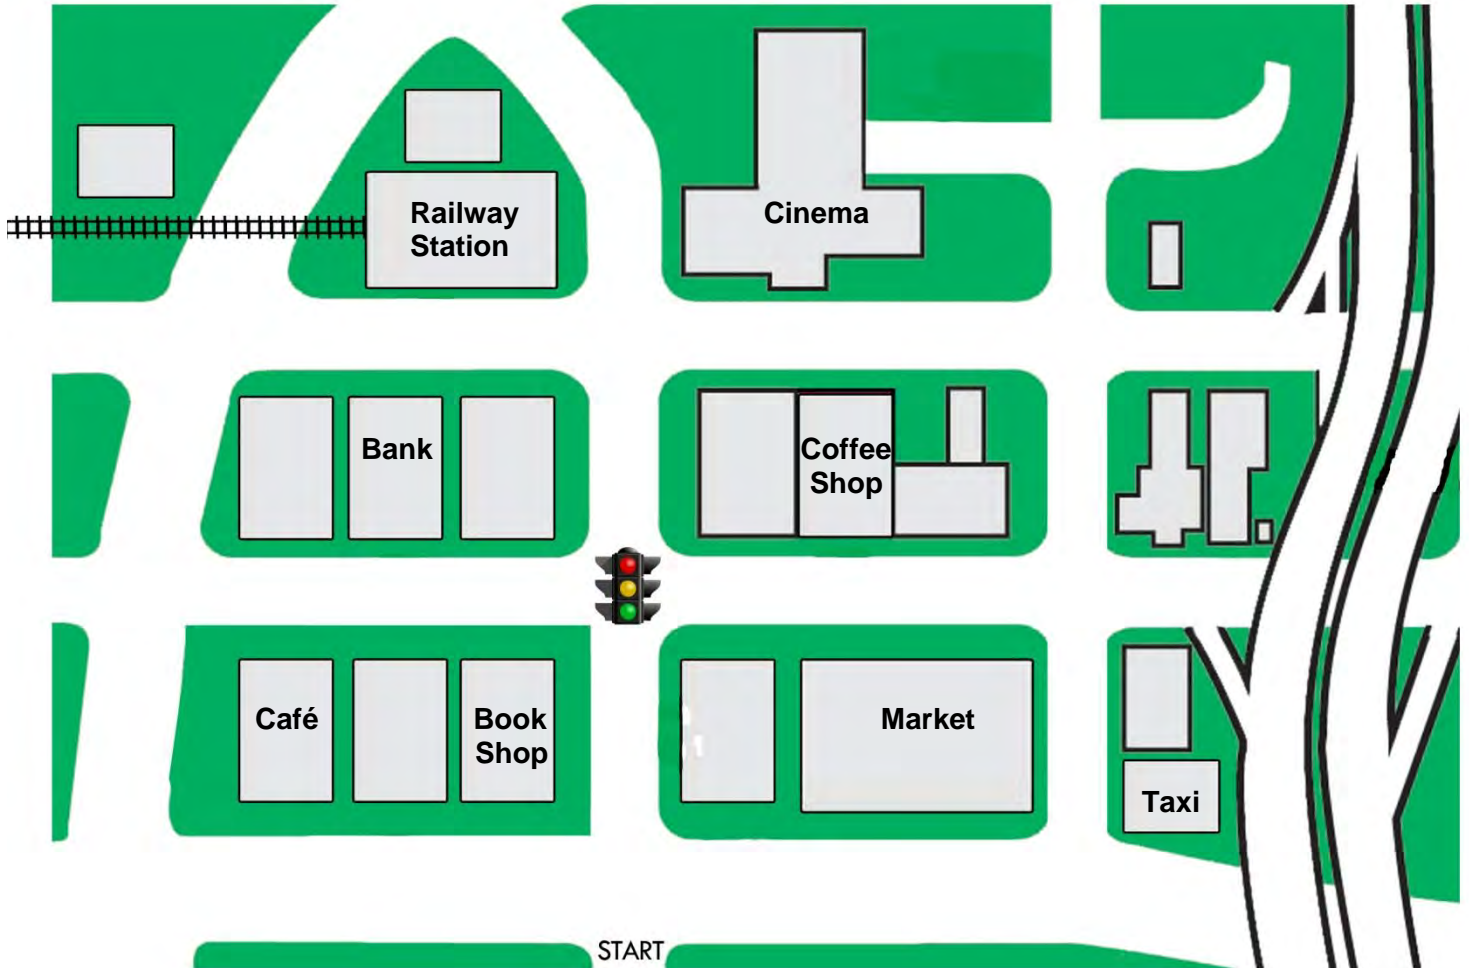 Railway
Station
Cinema
Bank
Coffee
Shop
Café
Book
Shop
Market
Taxi
START